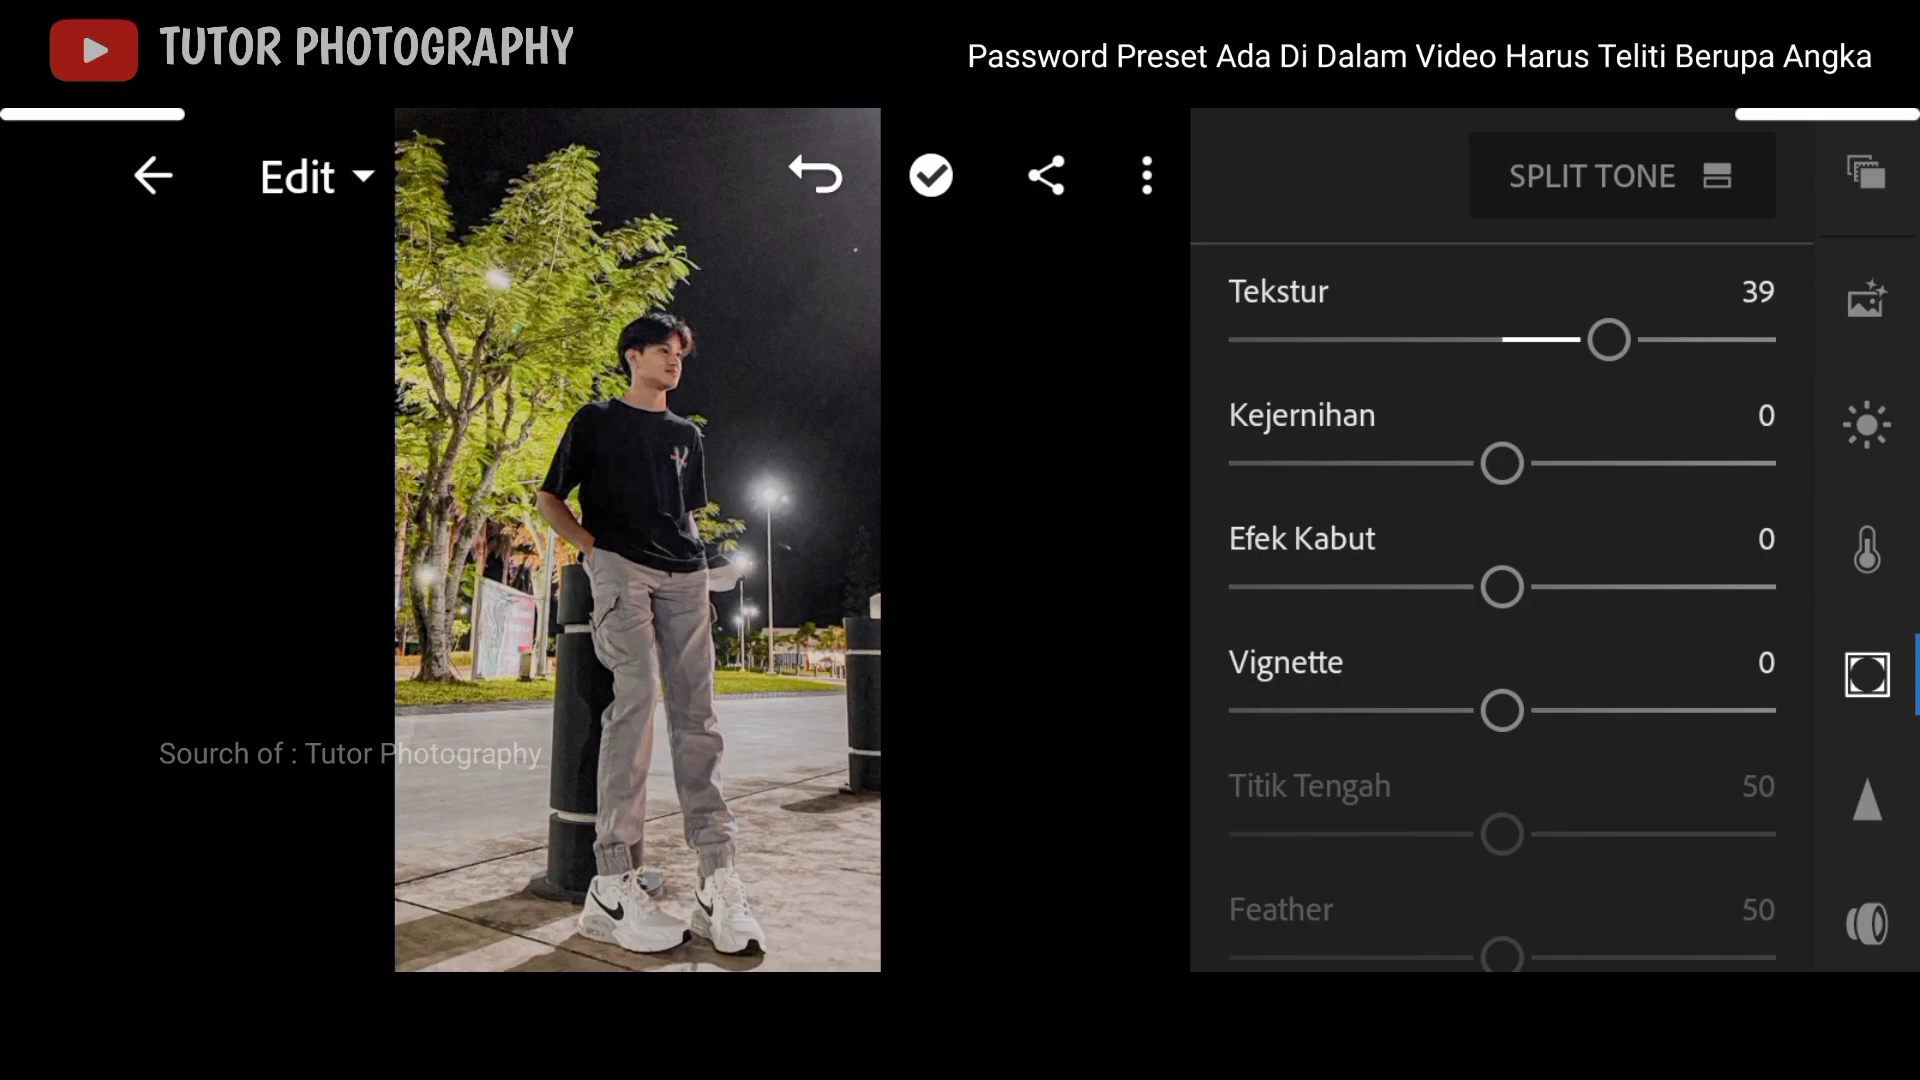 TUTOR PHOTOGRAPHY
Password Preset Ada Di Dalam Video Harus Teliti Berupa Angka
Edit
SPLIT TONE
Tekstur 39
Kejernihan 0
Efek Kabut 0
Vignette 0
Titik Tengah 50
Feather 50
Sourch of : Tutor Photography